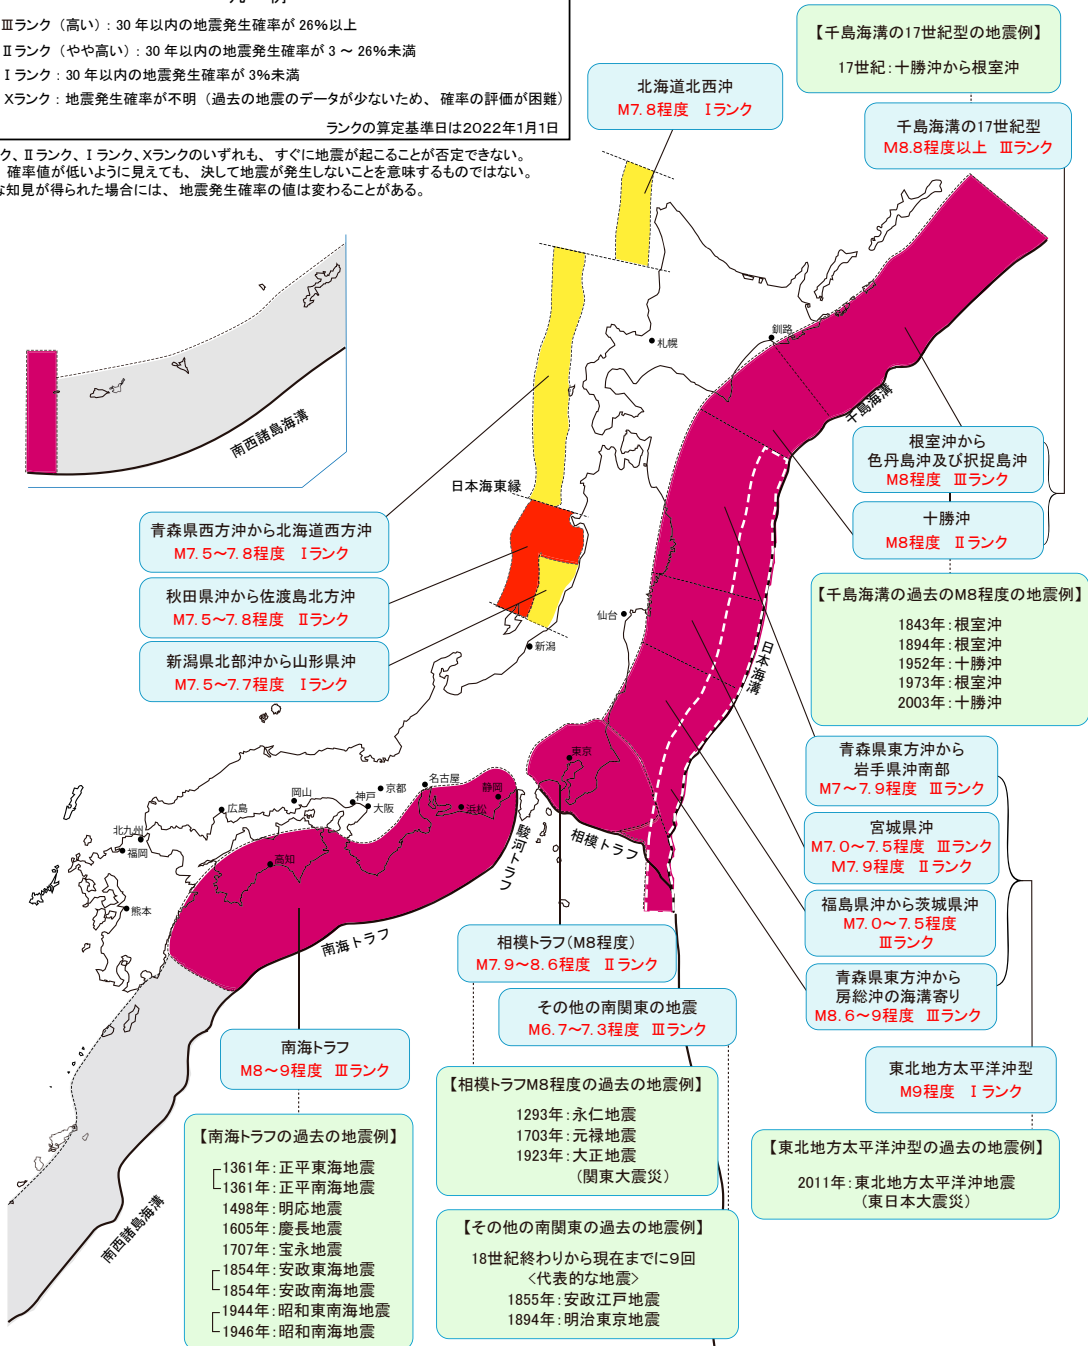 Ⅲランク（高い）：30年以内の地震発生確率が26%以上
Ⅱランク（やや高い）：30年以内の地震発生確率が3～26%未満
Ⅰランク：30年以内の地震発生確率が3%未満
Xランク：地震発生確率が不明（過去の地震のデータが少ないため、確率の評価が困難）
ランクの算定基準日は2022年1月1日
ク、Ⅱランク、Ⅰランク、Xランクのいずれも、すぐに地震が起こることが否定できない。
確率値が低いように見えても、決して地震が発生しないことを意味するものではない。
な知見が得られた場合には、地震発生確率の値は変わることがある。
北海道北西沖
M7.8程度 Ⅰランク
【千島海溝の17世紀型の地震例】
17世紀：十勝沖から根室沖
千島海溝の17世紀型
M8.8程度以上 Ⅲランク
南西諸島海溝
札幌
釧路
千島海溝
日本海東縁
根室沖から
色丹島沖及び択捉島沖
M8程度 Ⅲランク
十勝沖
M8程度 Ⅱランク
青森県西方沖から北海道西方沖
M7.5～7.8程度 Ⅰランク
秋田県沖から佐渡島北方沖
M7.5～7.8程度 Ⅱランク
新潟県北部沖から山形県沖
M7.5～7.7程度 Ⅰランク
仙台
新潟
日本海溝
【千島海溝の過去のM8程度の地震例】
1843年：根室沖
1894年：根室沖
1952年：十勝沖
1973年：根室沖
2003年：十勝沖
青森県東方沖から
岩手県沖南部
M7～7.9程度 Ⅲランク
宮城県沖
M7.0～7.5程度 Ⅲランク
M7.9程度 Ⅱランク
福島県沖から茨城県沖
M7.0～7.5程度
Ⅲランク
青森県東方沖から
房総沖の海溝寄り
M8.6～9程度 Ⅲランク
東京
名古屋
静岡
浜松
京都
神戸
大阪
岡山
広島
北九州
福岡
高知
熊本
駿河トラフ
相模トラフ
南海トラフ
相模トラフ(M8程度)
M7.9～8.6程度 Ⅱランク
その他の南関東の地震
M6.7～7.3程度 Ⅲランク
南海トラフ
M8～9程度 Ⅲランク
東北地方太平洋沖型
M9程度 Ⅰランク
【相模トラフM8程度の過去の地震例】
1293年：永仁地震
1703年：元禄地震
1923年：大正地震
(関東大震災)
【南海トラフの過去の地震例】
1361年：正平東海地震
1361年：正平南海地震
1498年：明応地震
1605年：慶長地震
1707年：宝永地震
1854年：安政東海地震
1854年：安政南海地震
1944年：昭和東南海地震
1946年：昭和南海地震
【東北地方太平洋沖型の過去の地震例】
2011年：東北地方太平洋沖地震
(東日本大震災)
【その他の南関東の過去の地震例】
18世紀終わりから現在までに9回
<代表的な地震>
1855年：安政江戸地震
1894年：明治東京地震
南西諸島海溝